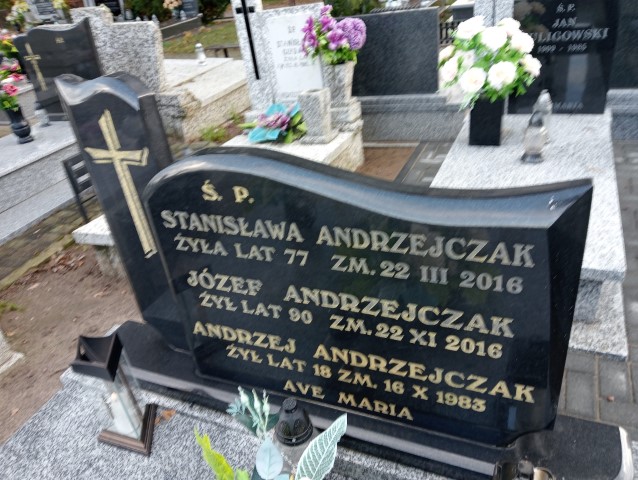 Ś. P.
STANISŁAWA ANDRZEJCZAK
ŻYŁA LAT 77 ZM. 22 III 2016
JÓZEF ANDRZEJCZAK
ŻYŁ LAT 90 ZM. 22 XI 2016
ANDRZEJ ANDRZEJCZAK
ŻYŁ LAT 18 ZM. 16 X 1983
AVE MARIA
Ś. P.
JAN